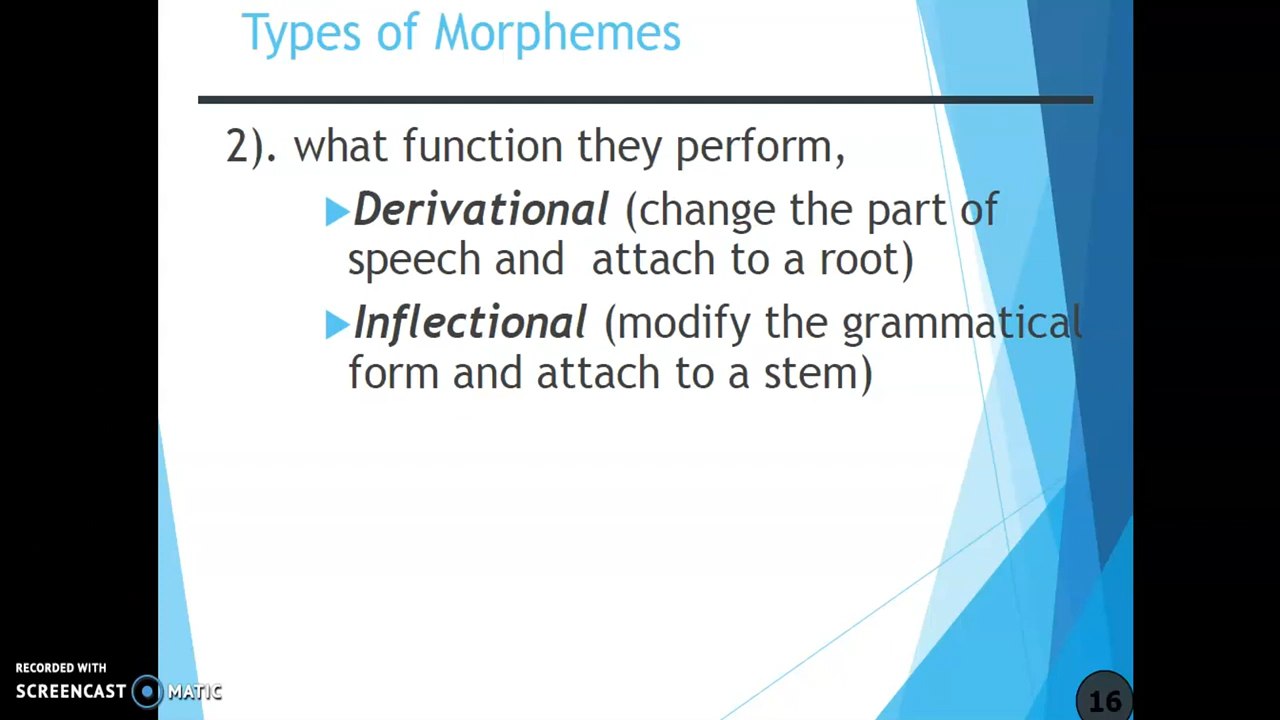 Types of Morphemes
2). what function they perform,
Derivational (change the part of
speech and attach to a root)
Inflectional (modify the grammatical
form and attach to a stem)
RECORDED WITH
SCREENCAST MATIC
16